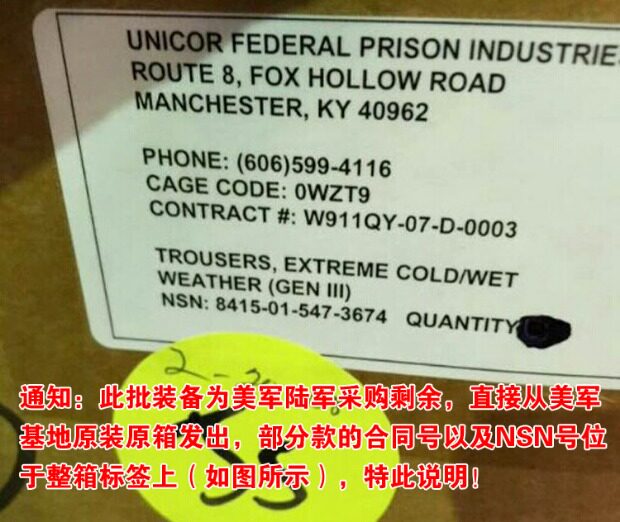 UNICOR FEDERAL PRISON INDUSTRIE
ROUTE 8, FOX HOLLOW ROAD
MANCHESTER, KY 40962
PHONE: (606)599-4116
CAGE CODE: 0WZT9
CONTRACT #: W911QY-07-D-0003
TROUSERS, EXTREME COLD/WET
WEATHER (GEN III)
NSN: 8415-01-547-3674 QUANTITY
通知：此批装备为美军陆军采购剩余，直接从美军
基地原装原箱发出，部分款的合同号以及NSN号位
于整箱标签上（如图所示），特此说明！